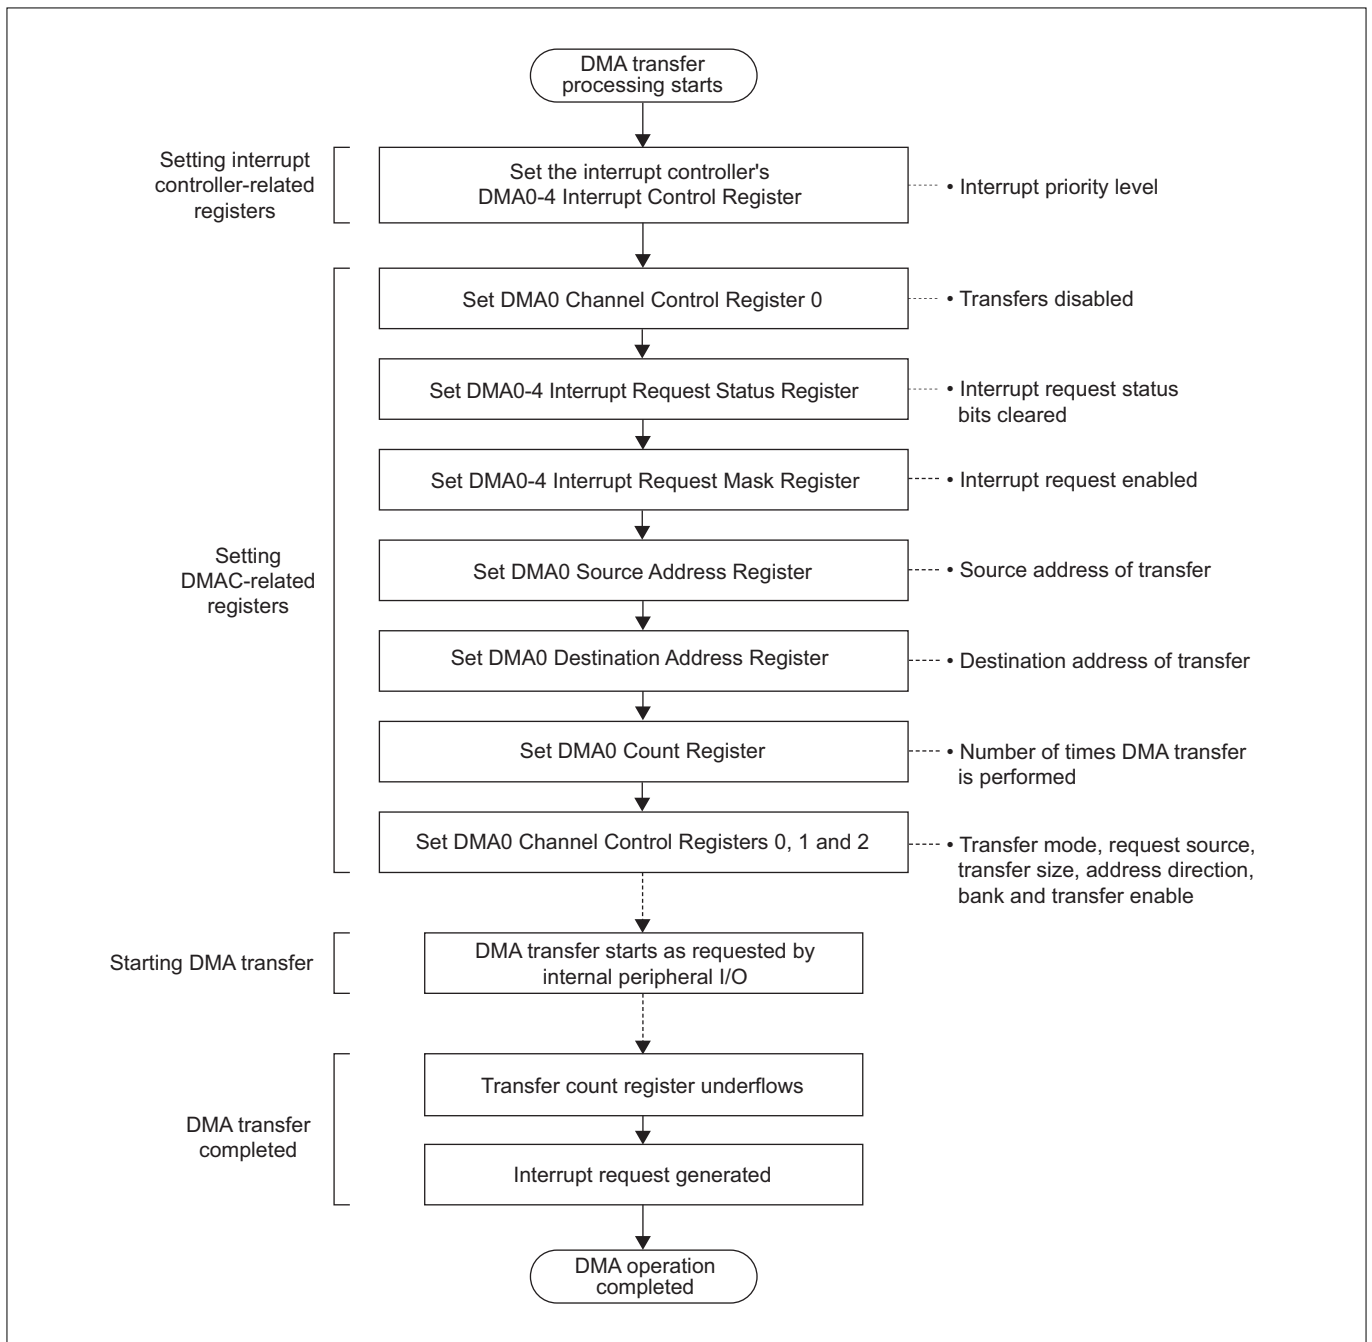 DMA transfer
processing starts
Setting interrupt
controller-related
registers
Set the interrupt controller's
DMA0-4 Interrupt Control Register
• Interrupt priority level
Set DMA0 Channel Control Register 0
• Transfers disabled
Set DMA0-4 Interrupt Request Status Register
• Interrupt request status
bits cleared
Set DMA0-4 Interrupt Request Mask Register
• Interrupt request enabled
Setting
DMAC-related
registers
Set DMA0 Source Address Register
• Source address of transfer
Set DMA0 Destination Address Register
• Destination address of transfer
Set DMA0 Count Register
• Number of times DMA transfer
is performed
Set DMA0 Channel Control Registers 0, 1 and 2
• Transfer mode, request source,
transfer size, address direction,
bank and transfer enable
Starting DMA transfer
DMA transfer starts as requested by
internal peripheral I/O
DMA transfer
completed
Transfer count register underflows
Interrupt request generated
DMA operation
completed